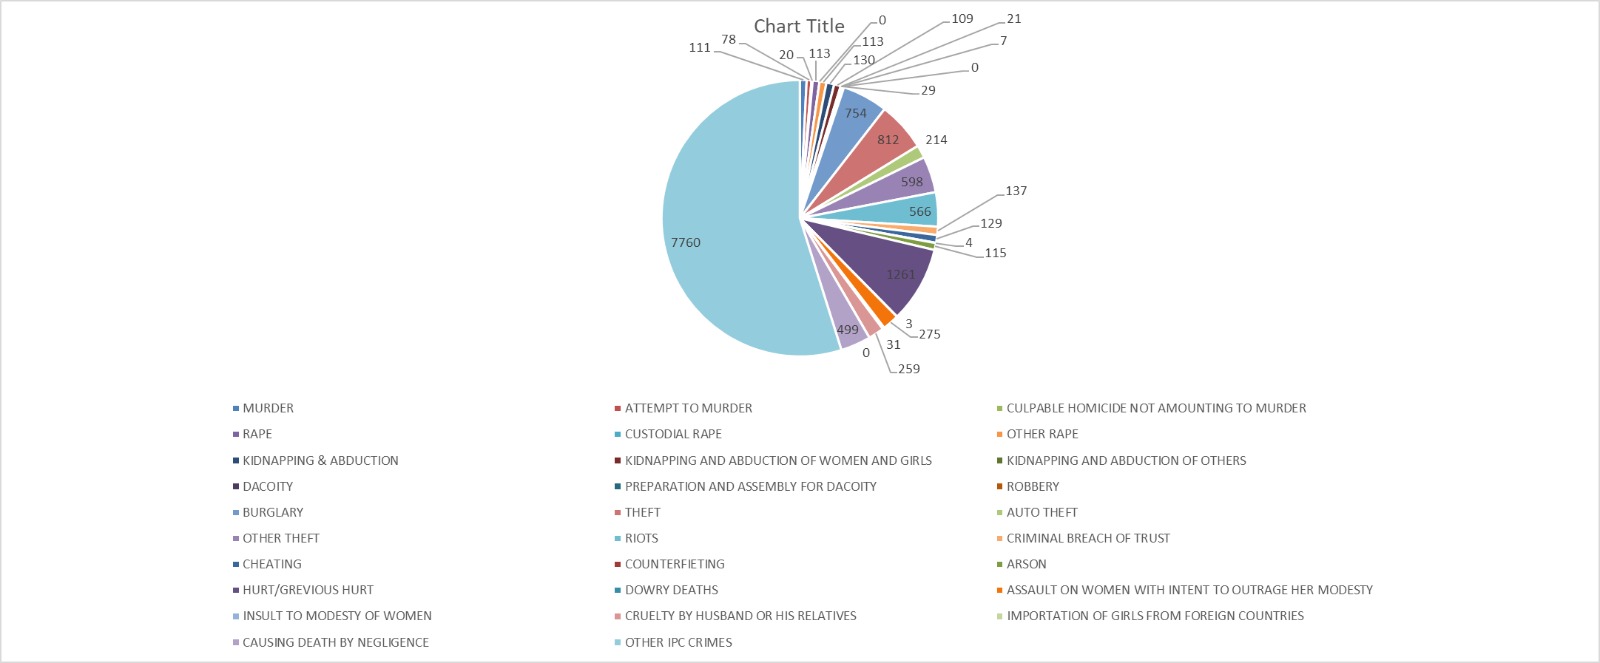 Chart Title
0
109
21
78
113
7
111
20
113
130
0
29
754
812
214
598
137
566
129
4
7760
115
1261
3
499
275
31
0
259
MURDER
ATTEMPT TO MURDER
CULPABLE HOMICIDE NOT AMOUNTING TO MURDER
RAPE
CUSTODIAL RAPE
OTHER RAPE
KIDNAPPING & ABDUCTION
KIDNAPPING AND ABDUCTION OF WOMEN AND GIRLS
KIDNAPPING AND ABDUCTION OF OTHERS
DACOITY
PREPARATION AND ASSEMBLY FOR DACOITY
ROBBERY
BURGLARY
THEFT
AUTO THEFT
OTHER THEFT
RIOTS
CRIMINAL BREACH OF TRUST
CHEATING
COUNTERFIETING
ARSON
HURT/GREVIOUS HURT
DOWRY DEATHS
ASSAULT ON WOMEN WITH INTENT TO OUTRAGE HER MODESTY
INSULT TO MODESTY OF WOMEN
CRUELTY BY HUSBAND OR HIS RELATIVES
IMPORTATION OF GIRLS FROM FOREIGN COUNTRIES
CAUSING DEATH BY NEGLIGENCE
OTHER IPC CRIMES